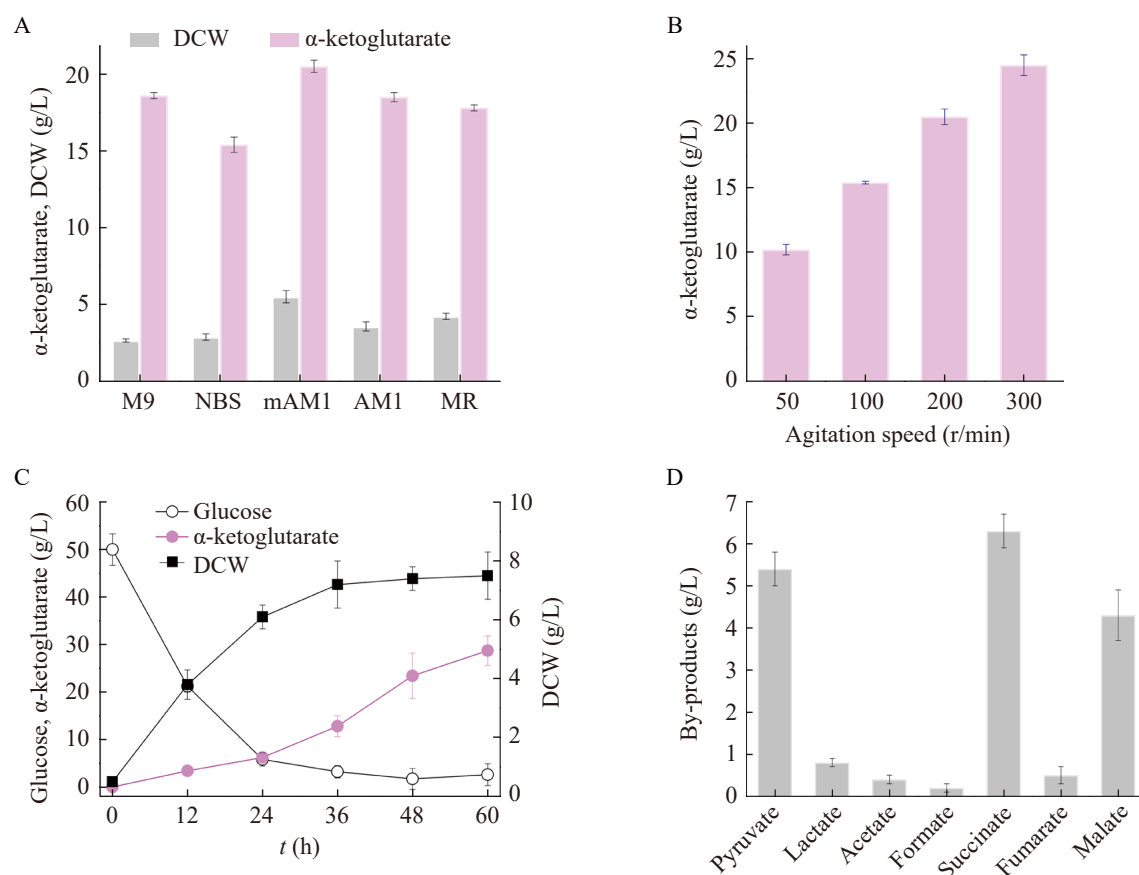 A
DCW
α-ketoglutarate
α-ketoglutarate, DCW (g/L)
20
15
10
5
0
M9
NBS
mAM1
AM1
MR
B
α-ketoglutarate (g/L)
25
20
15
10
5
0
50
100
200
300
Agitation speed (r/min)
C
Glucose
α-ketoglutarate
DCW
Glucose, α-ketoglutarate (g/L)
60
50
40
30
20
10
0
10
8
6
4
2
0
DCW (g/L)
0
12
24
36
48
60
t (h)
D
By-products (g/L)
7
6
5
4
3
2
1
0
Pyruvate
Lactate
Acetate
Formate
Succinate
Fumarate
Malate